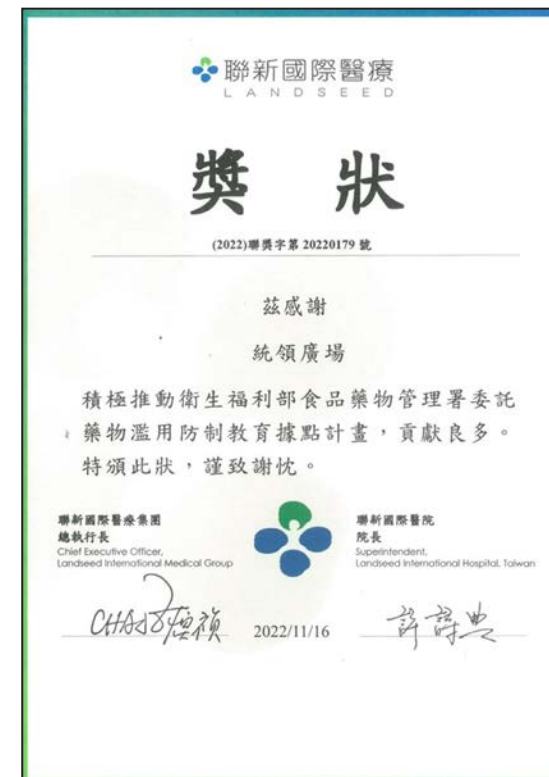 聯新國際醫療
LANDSEED
獎 狀
(2022)聯獎字第 20220179 號
茲感謝
統領廣場
積極推動衛生福利部食品藥物管理署委託
藥物濫用防制教育據點計畫，貢獻良多。
特頒此狀，謹致謝忱。
聯新國際醫療集團
總執行長
Chief Executive Officer,
Landseed International Medical Group
聯新國際醫院
院長
Superintendent,
Landseed International Hospital, Taiwan
2022/11/16